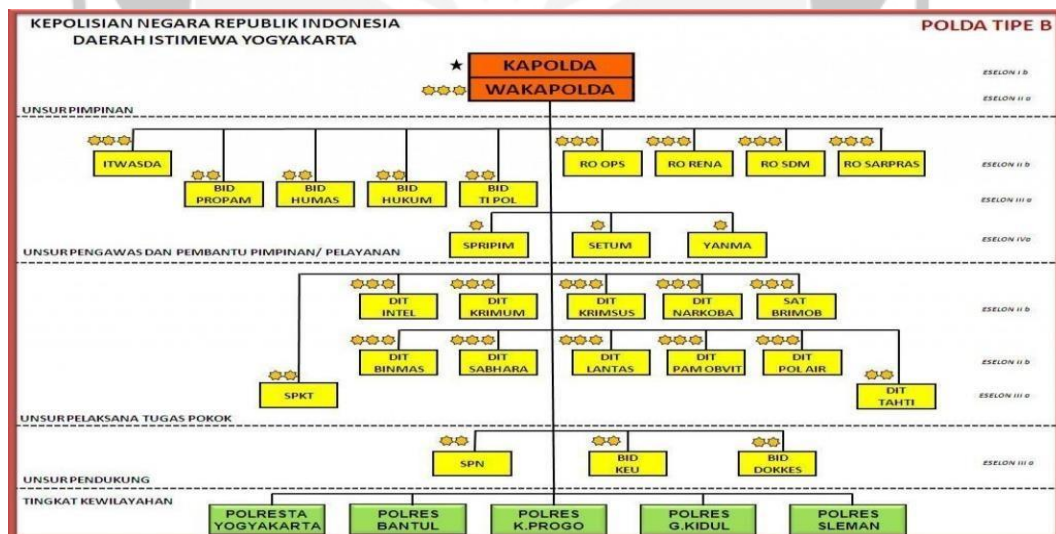 KEPOLISIAN NEGARA REPUBLIK INDONESIA
DAERAH ISTIMEWA YOGYAKARTA
POLDA TIPE B
KAPOLDA
ESELON I b
WAKAPOLDA
ESELON II a
UNSUR PIMPINAN
ITWASDA
RO OPS
RO RENA
RO SDM
RO SARPRAS
ESELON II b
BID
PROPAM
BID
HUMAS
BID
HUKUM
BID
TI POL
ESELON III a
SPRIPIM
SETUM
YANMA
ESELON IVa
UNSUR PENGAWAS DAN PEMBANTU PIMPINAN/ PELAYANAN
DIT
INTEL
DIT
KRIMUM
DIT
KRIMSUS
DIT
NARKOBA
SAT
BRIMOB
ESELON II b
DIT
BINMAS
DIT
SABHARA
DIT
LANTAS
DIT
PAM OBVIT
DIT
POL AIR
ESELON II b
SPKT
DIT
TAHTI
ESELON III a
UNSUR PELAKSANA TUGAS POKOK
SPN
BID
KEU
BID
DOKKES
ESELON III a
UNSUR PENDUKUNG
TINGKAT KEWILAYAHAN
POLRESTA
YOGYAKARTA
POLRES
BANTUL
POLRES
K.PROGO
POLRES
G.KIDUL
POLRES
SLEMAN